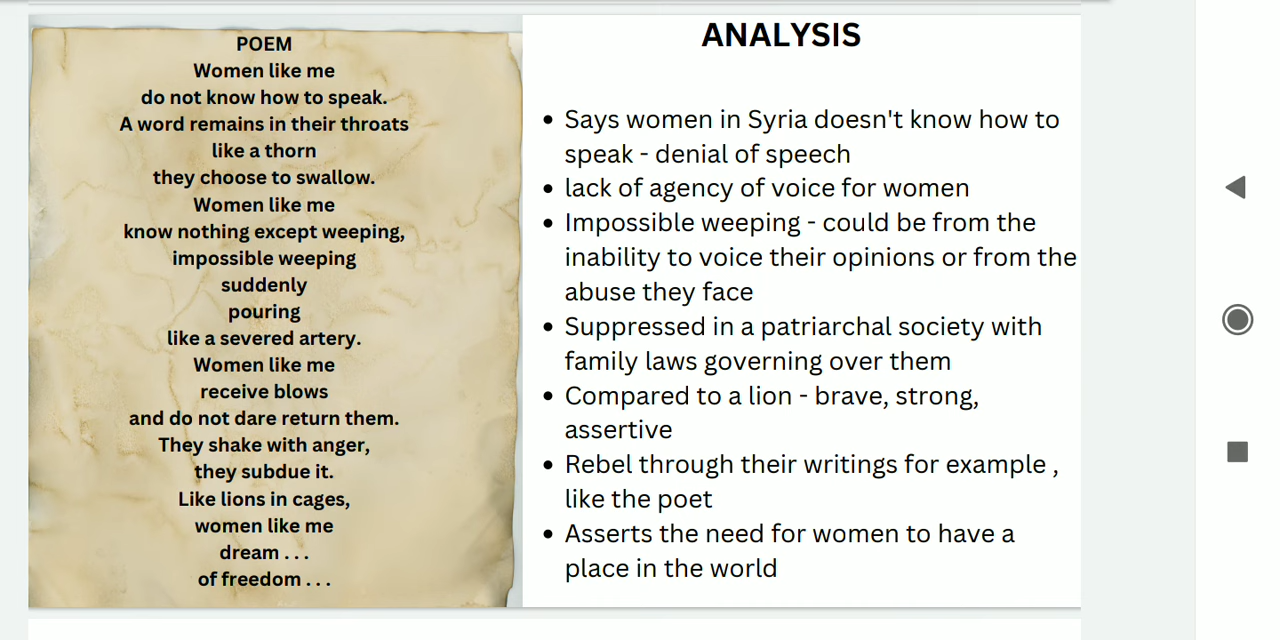 POEM
Women like me
do not know how to speak.
A word remains in their throats
like a thorn
they choose to swallow.
Women like me
know nothing except weeping,
impossible weeping
suddenly
pouring
like a severed artery.
Women like me
receive blows
and do not dare return them.
They shake with anger,
they subdue it.
Like lions in cages,
women like me
dream . . .
of freedom . . .
ANALYSIS
• Says women in Syria doesn't know how to
speak - denial of speech
• lack of agency of voice for women
• Impossible weeping - could be from the
inability to voice their opinions or from the
abuse they face
• Suppressed in a patriarchal society with
family laws governing over them
• Compared to a lion - brave, strong,
assertive
• Rebel through their writings for example ,
like the poet
• Asserts the need for women to have a
place in the world